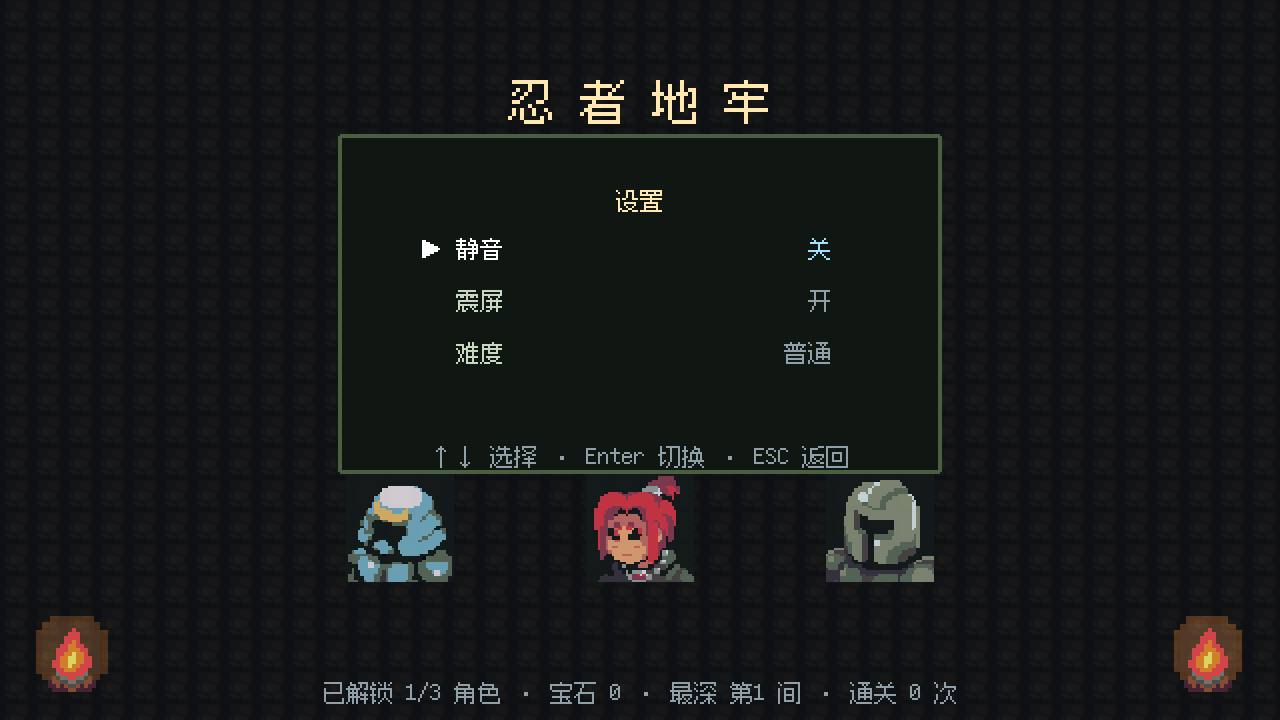 忍者地牢
设置
▶ 静音 关
震屏 开
难度 普通
↑↓ 选择 · Enter 切换 · ESC 返回
已解锁 1/3 角色 · 宝石 0 · 最深 第1 间 · 通关 0 次